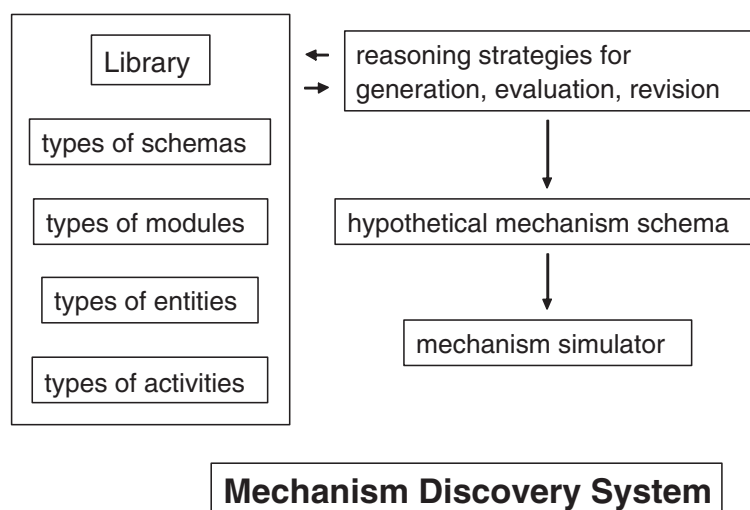 Library
types of schemas
types of modules
types of entities
types of activities
reasoning strategies for
generation, evaluation, revision
hypothetical mechanism schema
mechanism simulator
Mechanism Discovery System